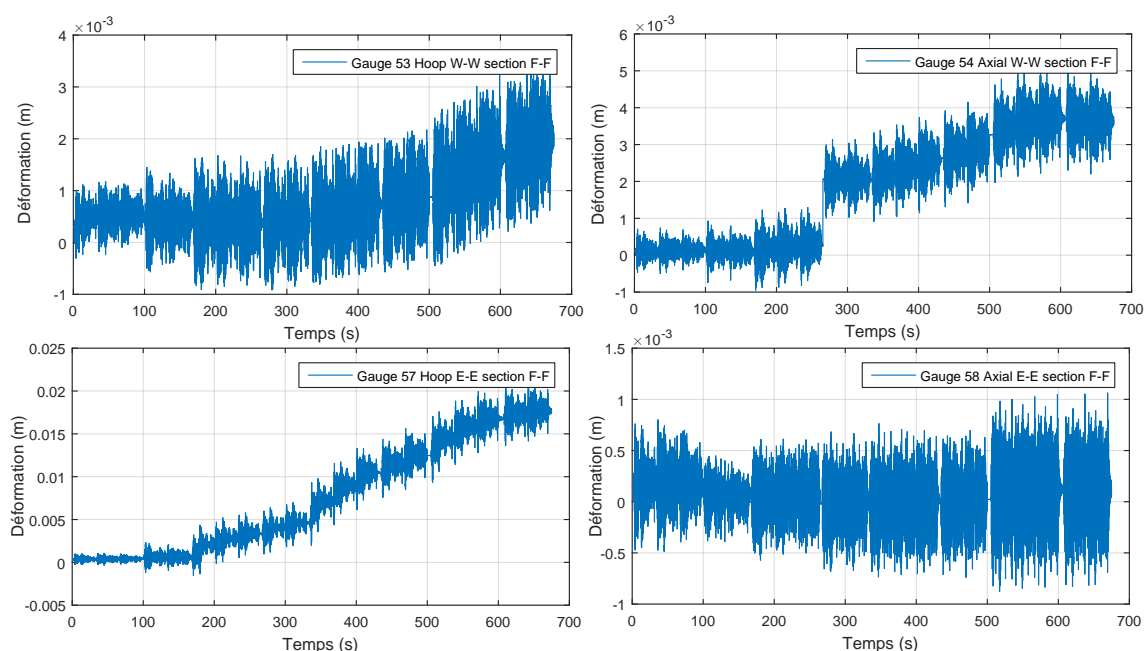 ×10⁻³
4
3
2
1
0
-1
Déformation (m)
Gauge 53 Hoop W-W section F-F
0 100 200 300 400 500 600 700
Temps (s)
×10⁻³
6
5
4
3
2
1
0
-1
Déformation (m)
Gauge 54 Axial W-W section F-F
0 100 200 300 400 500 600 700
Temps (s)
0.025
0.02
0.015
0.01
0.005
0
-0.005
Déformation (m)
Gauge 57 Hoop E-E section F-F
0 100 200 300 400 500 600 700
Temps (s)
×10⁻³
1.5
1
0.5
0
-0.5
-1
Déformation (m)
Gauge 58 Axial E-E section F-F
0 100 200 300 400 500 600 700
Temps (s)